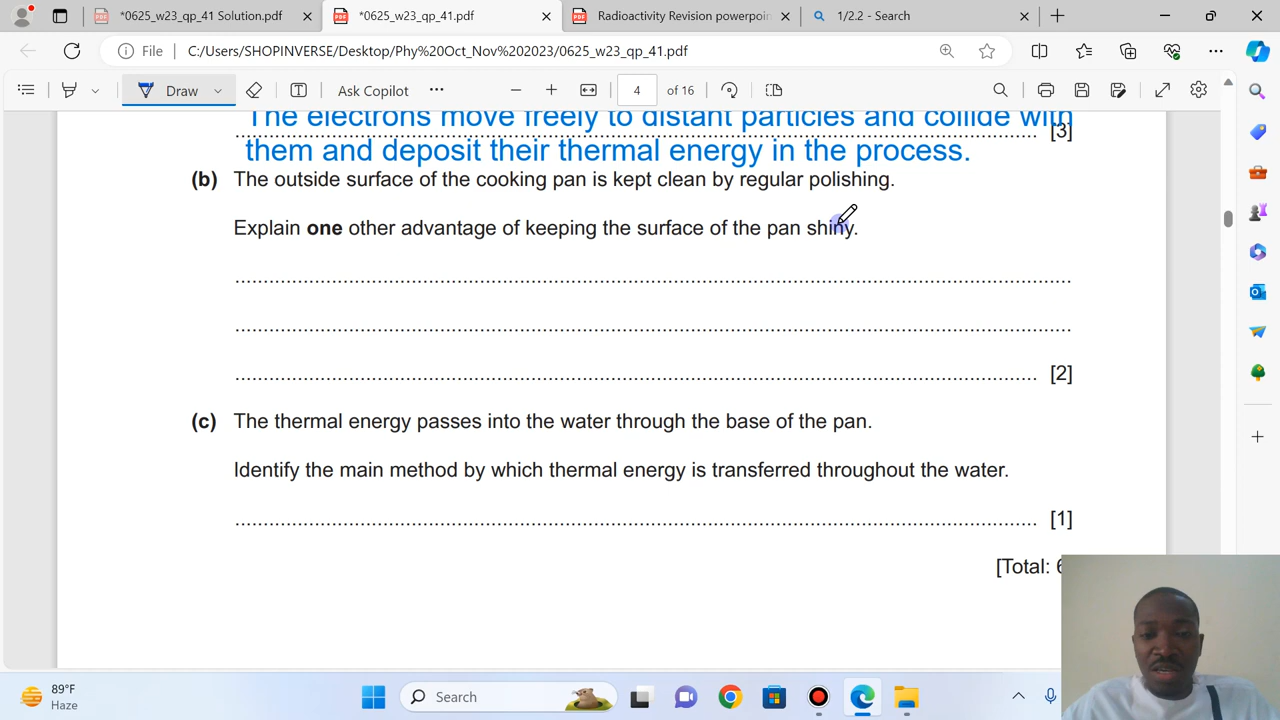 *0625_w23_qp_41 Solution.pdf
*0625_w23_qp_41.pdf
Radioactivity Revision powerpoin
1/2.2 - Search
File
C:/Users/SHOPINVERSE/Desktop/Phy%20Oct_Nov%202023/0625_w23_qp_41.pdf
Draw
Ask Copilot
4
of 16
The electrons move freely to distant particles and collide with
[3]
them and deposit their thermal energy in the process.
(b) The outside surface of the cooking pan is kept clean by regular polishing.
Explain one other advantage of keeping the surface of the pan shiny.
[2]
(c) The thermal energy passes into the water through the base of the pan.
Identify the main method by which thermal energy is transferred throughout the water.
[1]
[Total: 6
89°F
Haze
Search